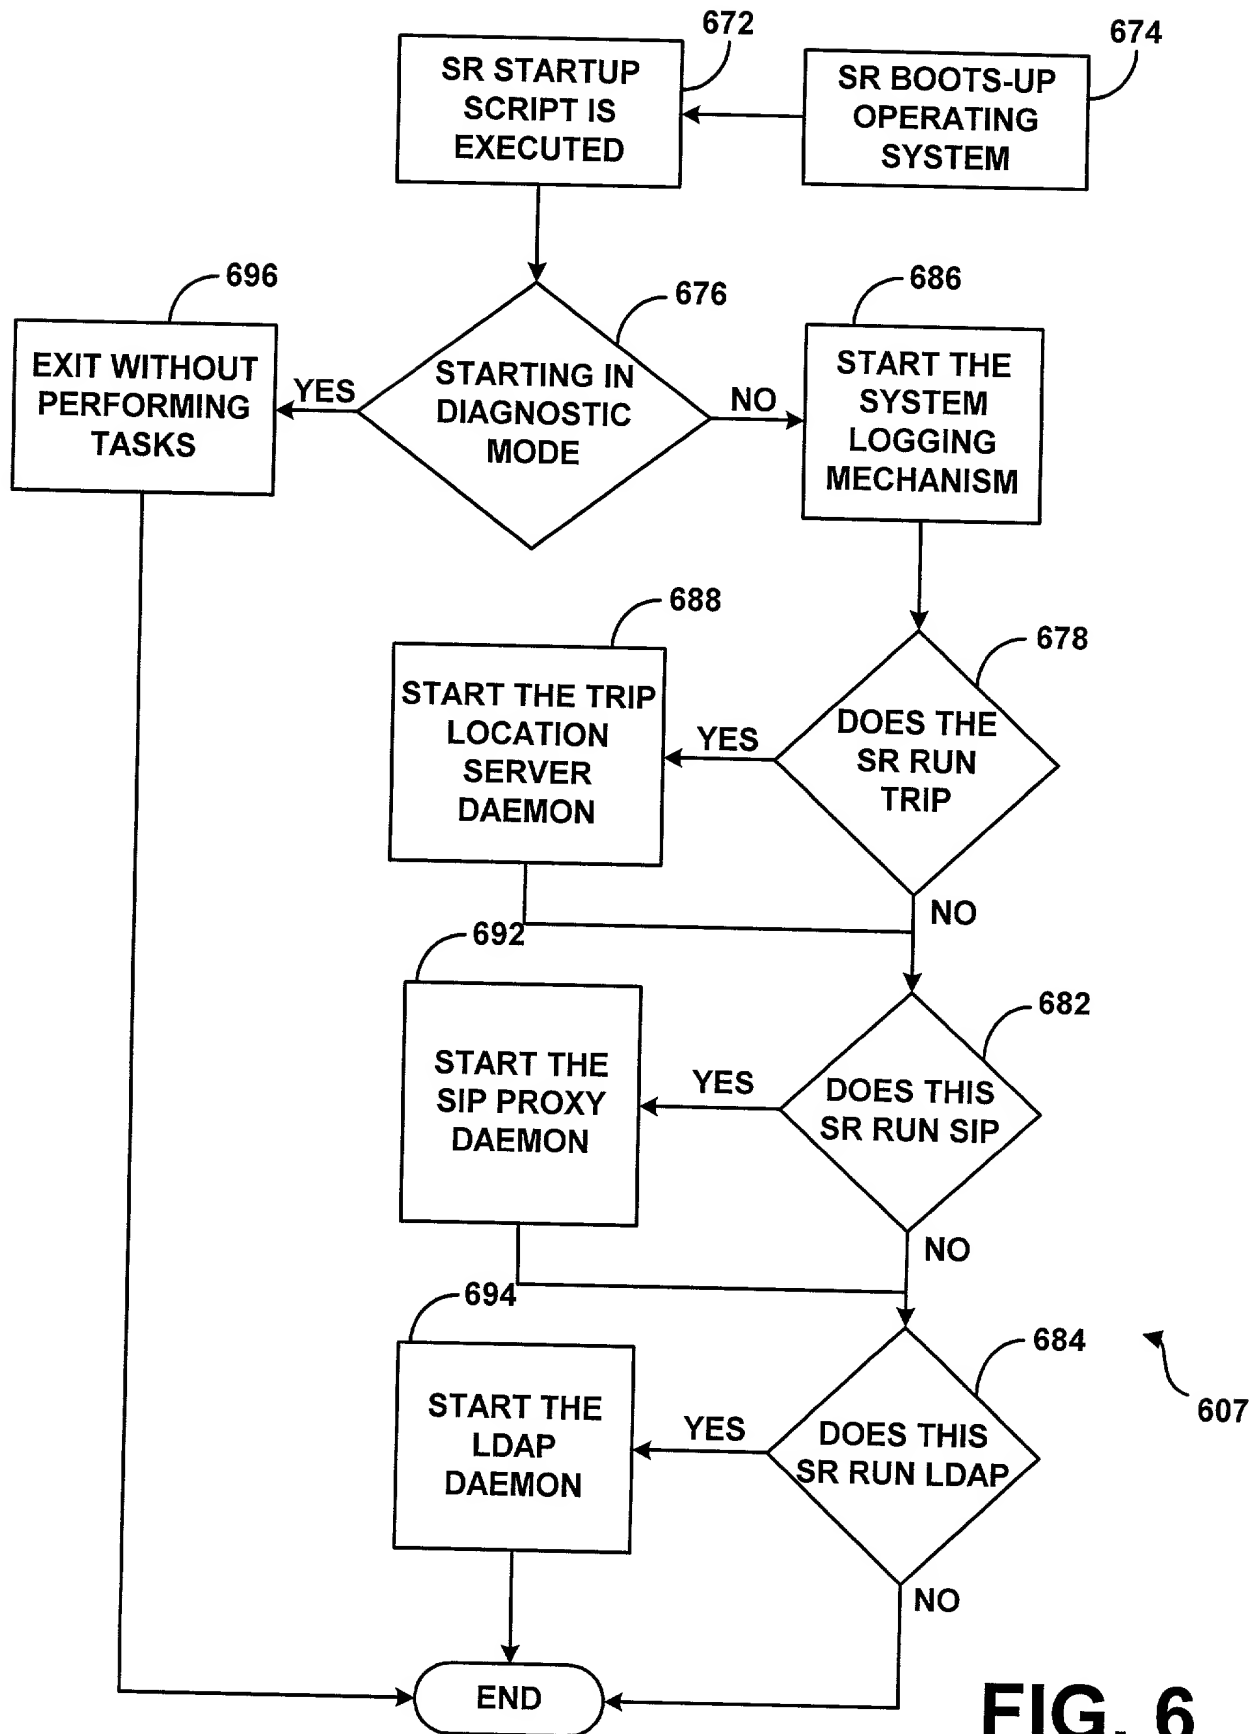 672
674
SR STARTUP
SCRIPT IS
EXECUTED
SR BOOTS-UP
OPERATING
SYSTEM
696
676
686
EXIT WITHOUT
PERFORMING
TASKS
YES
STARTING IN
DIAGNOSTIC
MODE
NO
START THE
SYSTEM
LOGGING
MECHANISM
688
678
START THE TRIP
LOCATION
SERVER
DAEMON
YES
DOES THE
SR RUN
TRIP
NO
692
682
START THE
SIP PROXY
DAEMON
YES
DOES THIS
SR RUN SIP
NO
694
684
START THE
LDAP
DAEMON
YES
DOES THIS
SR RUN LDAP
607
NO
END
FIG. 6